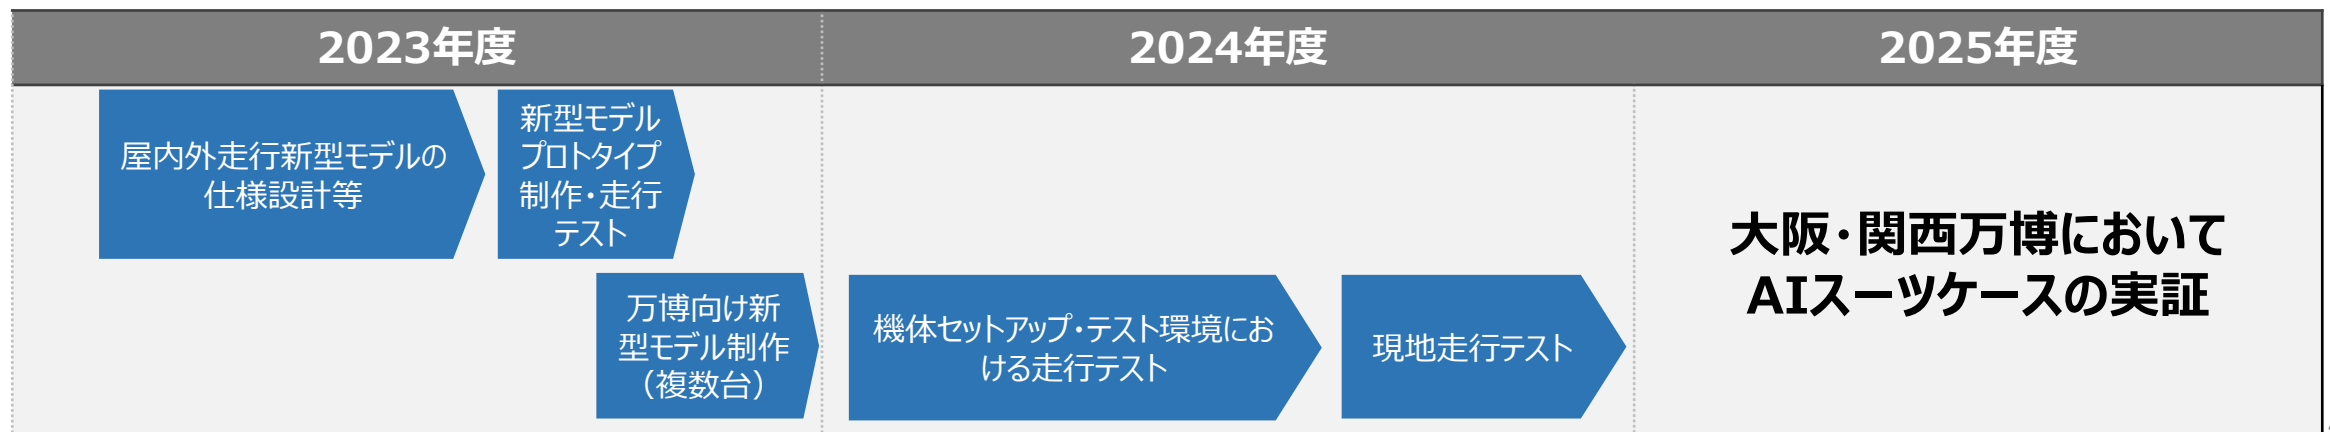 2023年度
2024年度
2025年度
屋内外走行新型モデルの
仕様設計等
新型モデル
プロトタイプ
制作・走行
テスト
万博向け新
型モデル制作
（複数台）
機体セットアップ・テスト環境にお
ける走行テスト
現地走行テスト
大阪・関西万博において
AIスーツケースの実証